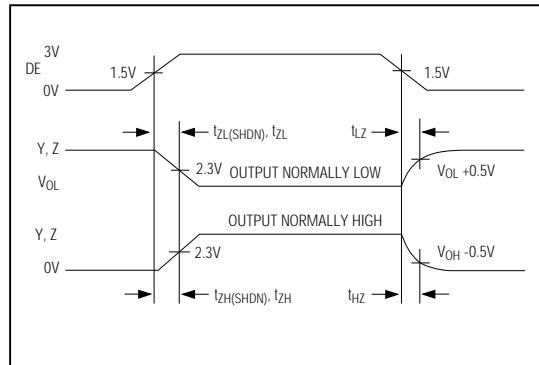 3V
DE
1.5V
1.5V
0V
tZL(SHDN), tZL
tLZ
Y, Z
2.3V
OUTPUT NORMALLY LOW
VOL +0.5V
VOL
OUTPUT NORMALLY HIGH
Y, Z
2.3V
VOH -0.5V
0V
tZH(SHDN), tZH
tHZ